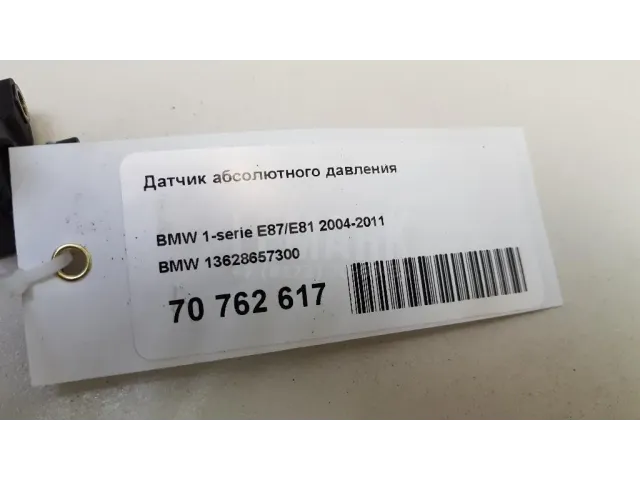 Датчик абсолютного давления
BMW 1-serie E87/E81 2004-2011
BMW 13628657300
70 762 617